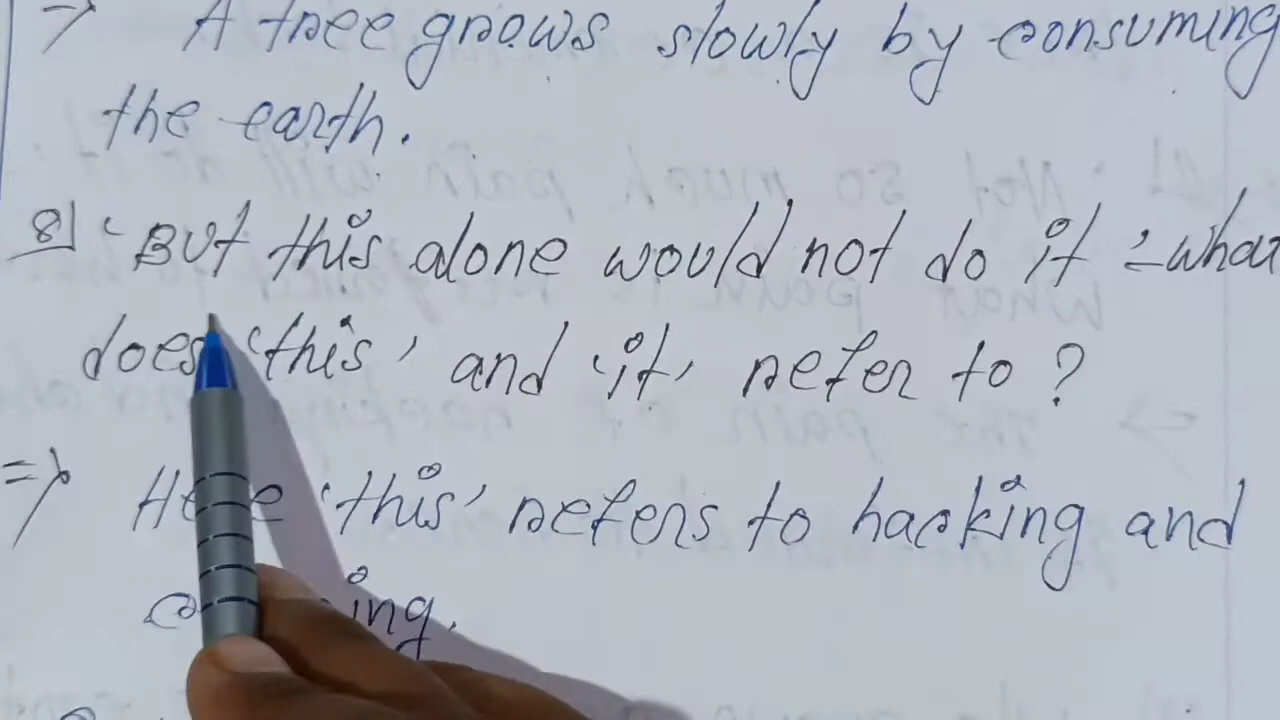 => A tree grows slowly by consuming
the earth.
8| 'But this alone would not do it'- what
does 'this' and 'it' refer to ?
=> Here 'this' refers to hacking and